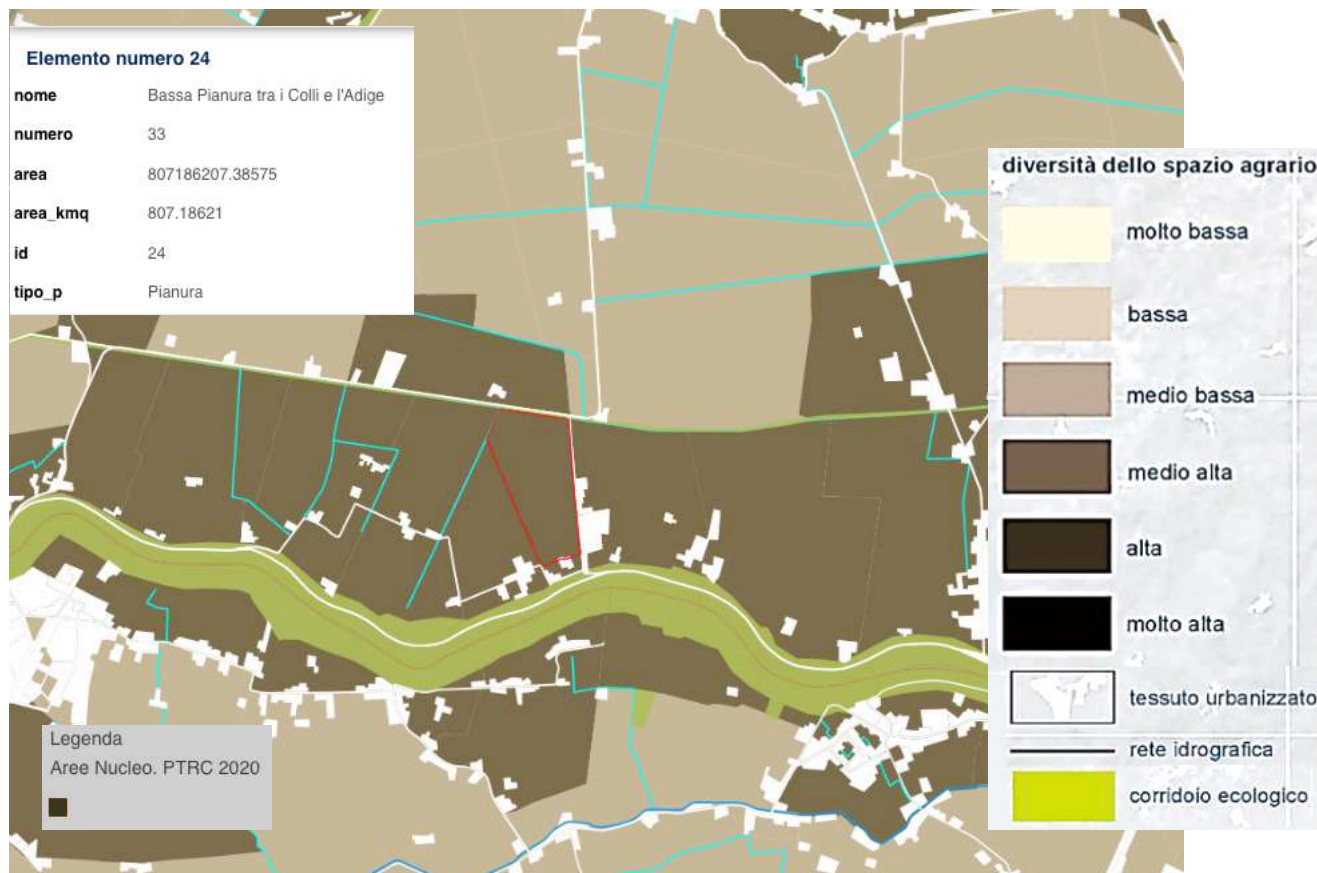 Elemento numero 24
nome Bassa Pianura tra i Colli e l'Adige
numero 33
area 807186207.38575
area_kmq 807.18621
id 24
tipo_p Pianura
diversità dello spazio agrario
molto bassa
bassa
medio bassa
medio alta
alta
molto alta
tessuto urbanizzato
rete idrografica
corridoio ecologico
Legenda
Aree Nucleo. PTRC 2020